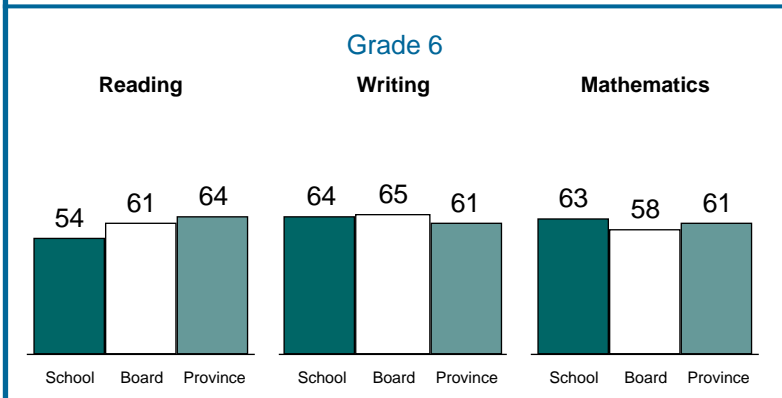 Grade 6
Reading Writing Mathematics
54 61 64 64 65 61 63 58 61
School Board Province School Board Province School Board Province